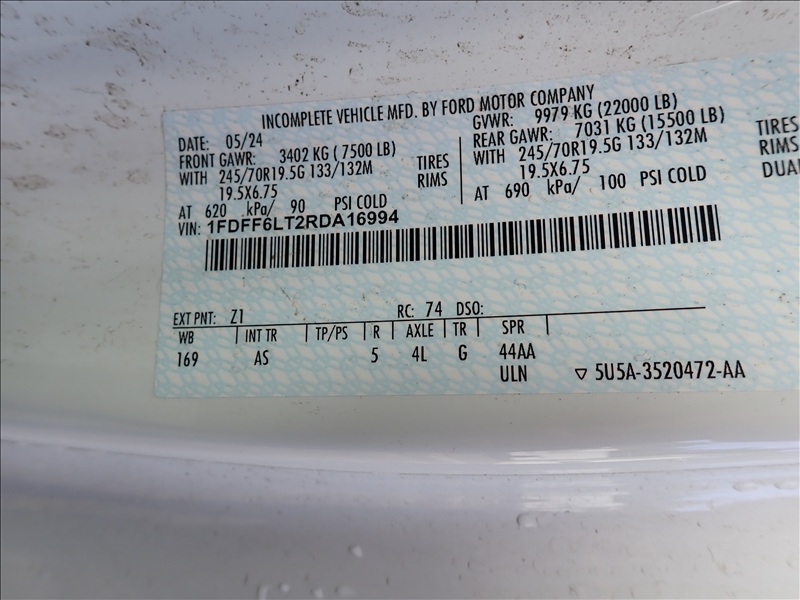 INCOMPLETE VEHICLE MFD. BY FORD MOTOR COMPANY
DATE: 05/24 GVWR: 9979 KG (22000 LB)
FRONT GAWR: 3402 KG ( 7500 LB) REAR GAWR: 7031 KG (15500 LB)
WITH 245/70R19.5G 133/132M TIRES WITH 245/70R19.5G 133/132M TIRES
19.5X6.75 RIMS 19.5X6.75 RIMS
AT 620 kPa/ 90 PSI COLD AT 690 kPa/ 100 PSI COLD DUAL
VIN: 1FDFF6LT2RDA16994
EXT PNT: Z1 RC: 74 DSO:
WB INT TR TP/PS R AXLE TR SPR
169 AS 5 4L G 44AA
ULN 5U5A-3520472-AA